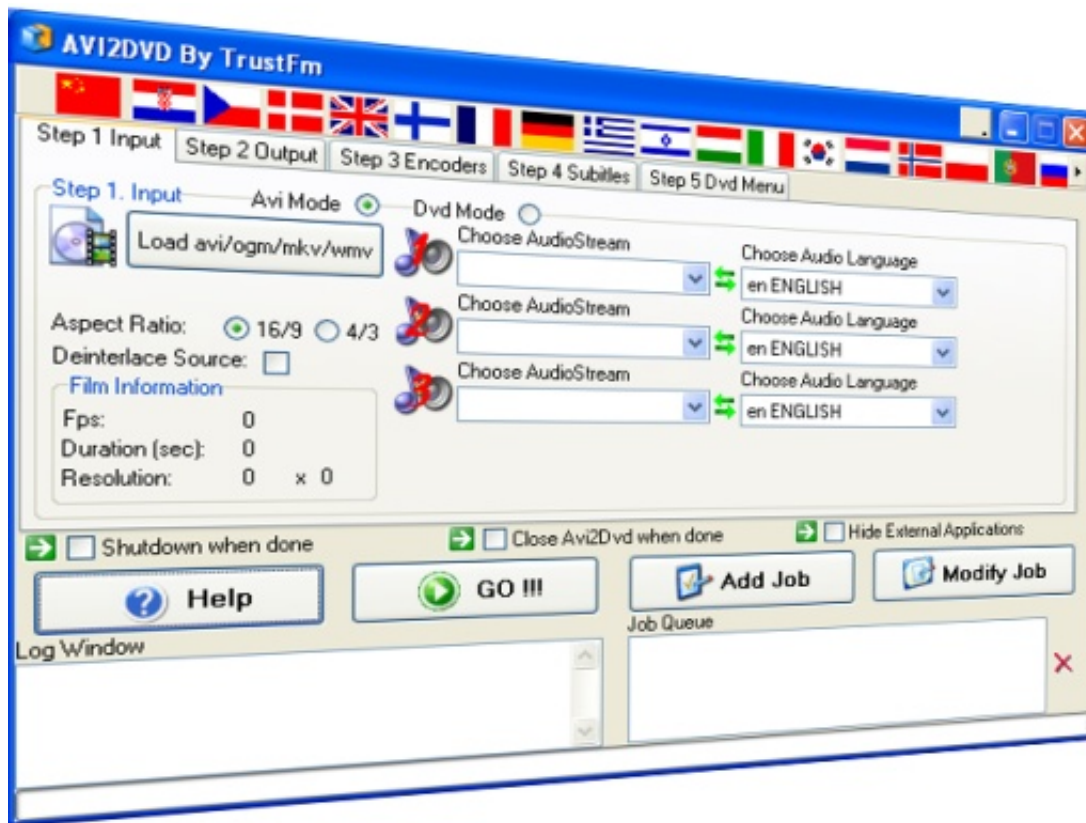 AVI2DVD By TrustFm
Step 1 Input Step 2 Output Step 3 Encoders Step 4 Subitles Step 5 Dvd Menu
Step 1. Input Avi Mode Dvd Mode
Load avi/ogm/mkv/wmv
1 Choose AudioStream Choose Audio Language
en ENGLISH
Aspect Ratio: 16/9 4/3
2 Choose AudioStream Choose Audio Language
en ENGLISH
Deinterlace Source:
3 Choose AudioStream Choose Audio Language
en ENGLISH
Film Information
Fps: 0
Duration (sec): 0
Resolution: 0 x 0
Shutdown when done Close Avi2Dvd when done Hide External Applications
Help GO !!! Add Job Modify Job
Log Window Job Queue